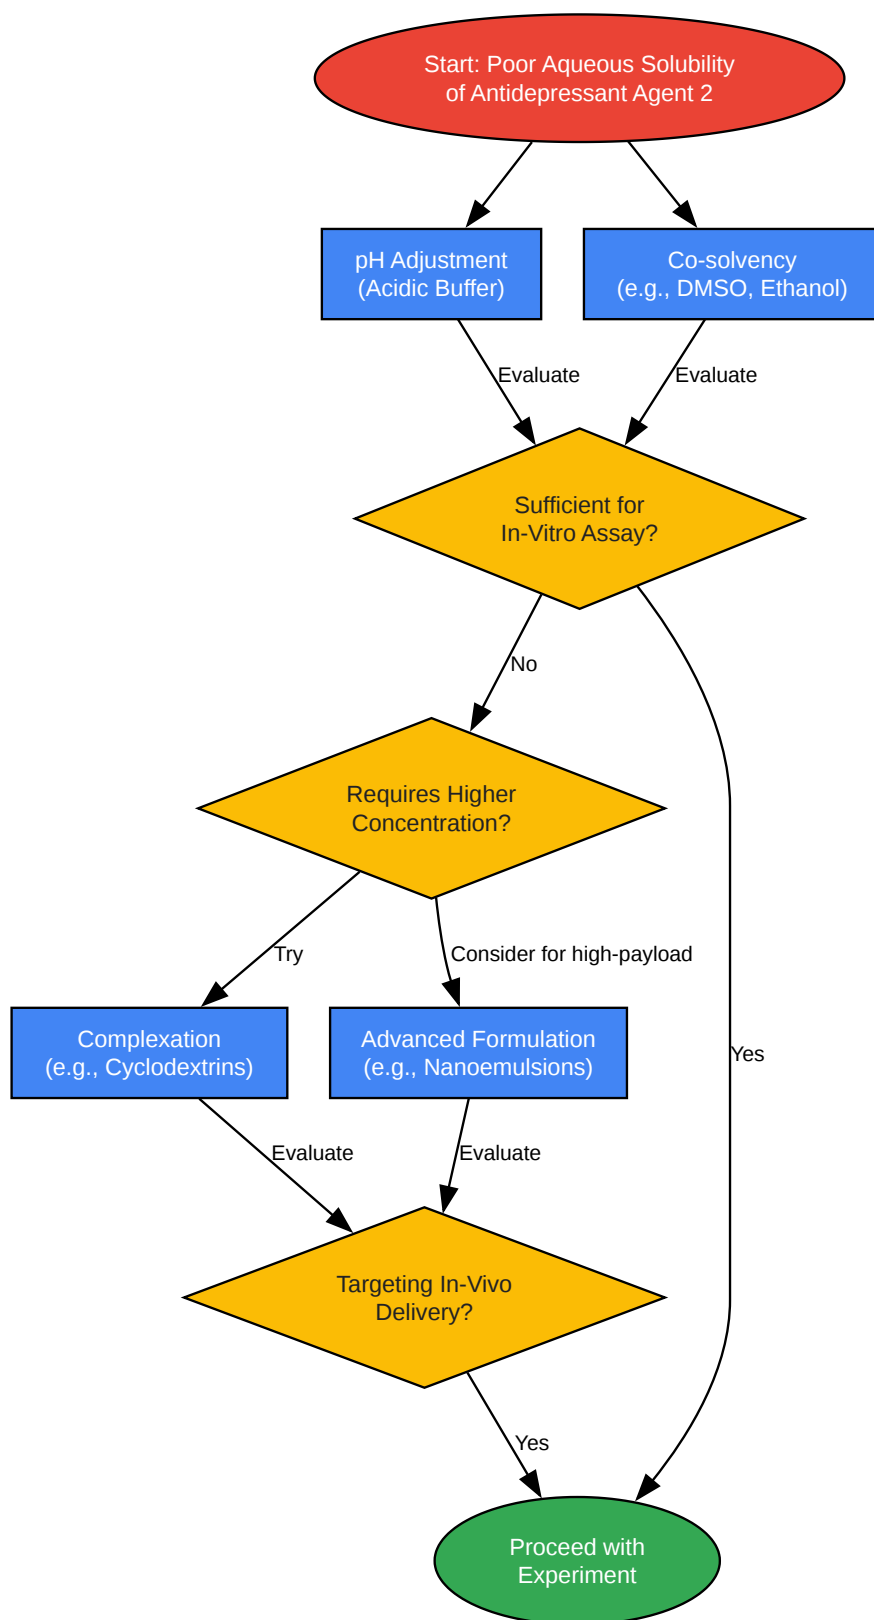 Start: Poor Aqueous Solubility
of Antidepressant Agent 2
pH Adjustment
(Acidic Buffer)
Co-solvency
(e.g., DMSO, Ethanol)
Evaluate
Evaluate
Sufficient for
In-Vitro Assay?
No
Requires Higher
Concentration?
Try
Consider for high-payload
Complexation
(e.g., Cyclodextrins)
Advanced Formulation
(e.g., Nanoemulsions)
Yes
Evaluate
Evaluate
Targeting In-Vivo
Delivery?
Yes
Proceed with
Experiment